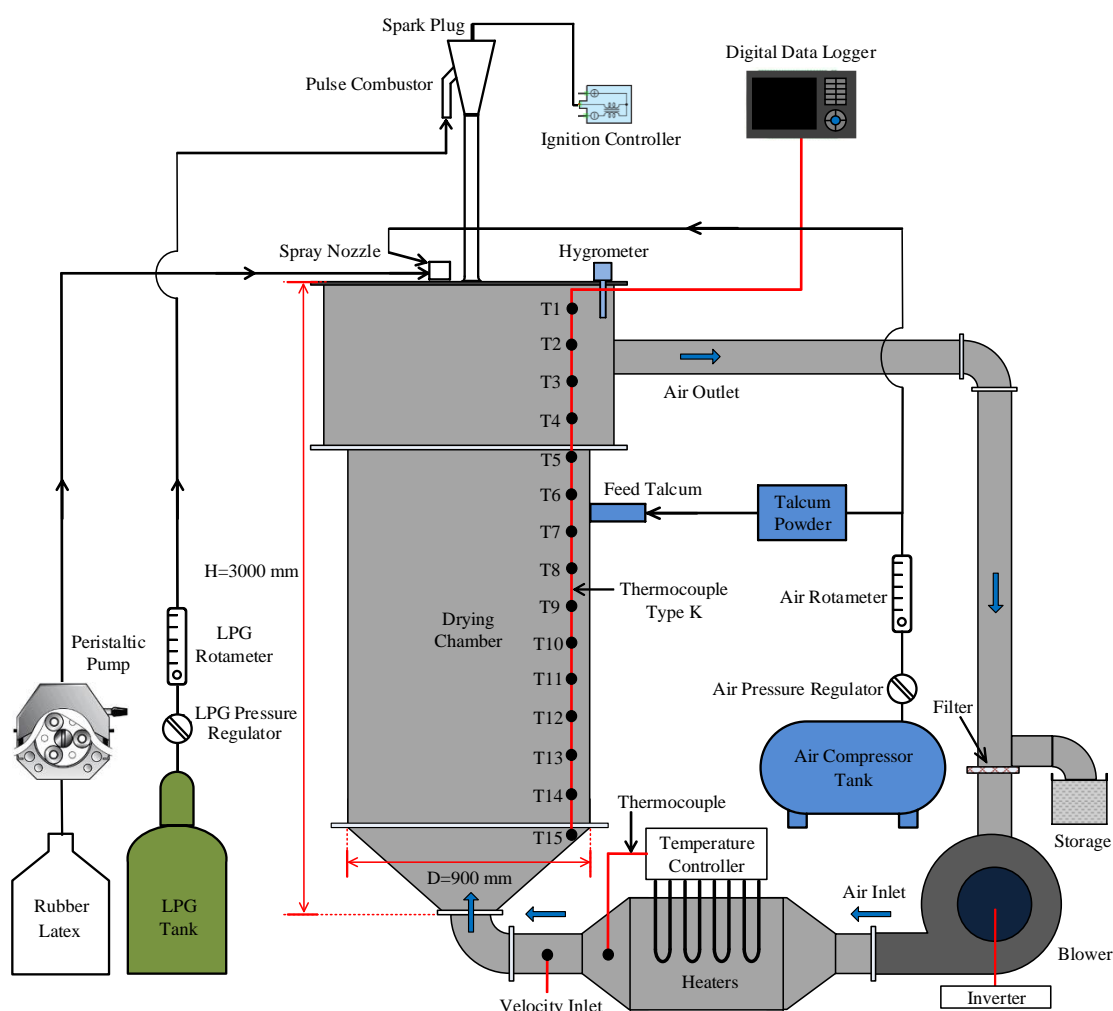 Spark Plug
Digital Data Logger
Pulse Combustor
Ignition Controller
Spray Nozzle
Hygrometer
T1
T2
T3
Air Outlet
T4
T5
T6
Feed Talcum
Talcum
Powder
T7
H=3000 mm
T8
Thermocouple
Type K
T9
Air Rotameter
Drying
Chamber
T10
LPG
Rotameter
Peristaltic
Pump
T11
Air Pressure Regulator
LPG Pressure
Regulator
T12
Filter
T13
Air Compressor
Tank
T14
Thermocouple
T15
Storage
Temperature
Controller
D=900 mm
Air Inlet
Rubber
Latex
LPG
Tank
Heaters
Blower
Velocity Inlet
Inverter